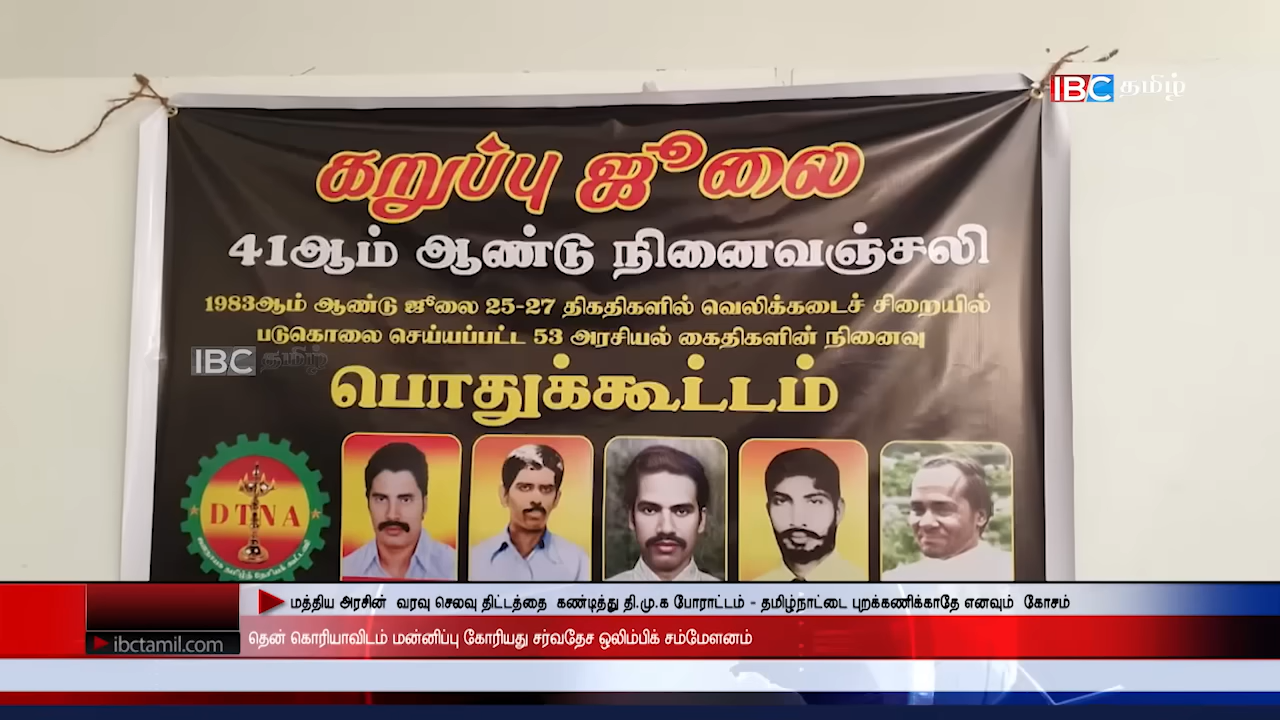 IBC தமிழ்
கறுப்பு ஜூலை
41ஆம் ஆண்டு நினைவஞ்சலி
1983ஆம் ஆண்டு ஜூலை 25-27 திகதிகளில் வெலிக்கடைச் சிறையில்
படுகொலை செய்யப்பட்ட 53 அரசியல் கைதிகளின் நினைவு
IBC தமிழ்
பொதுக்கூட்டம்
DTNA
மத்திய அரசின் வரவு செலவு திட்டத்தை கண்டித்து தி.மு.க போராட்டம் - தமிழ்நாட்டை புறக்கணிக்காதே எனவும் கோசம்
ibctamil.com
தென் கொரியாவிடம் மன்னிப்பு கோரியது சர்வதேச ஒலிம்பிக் சம்மேளனம்